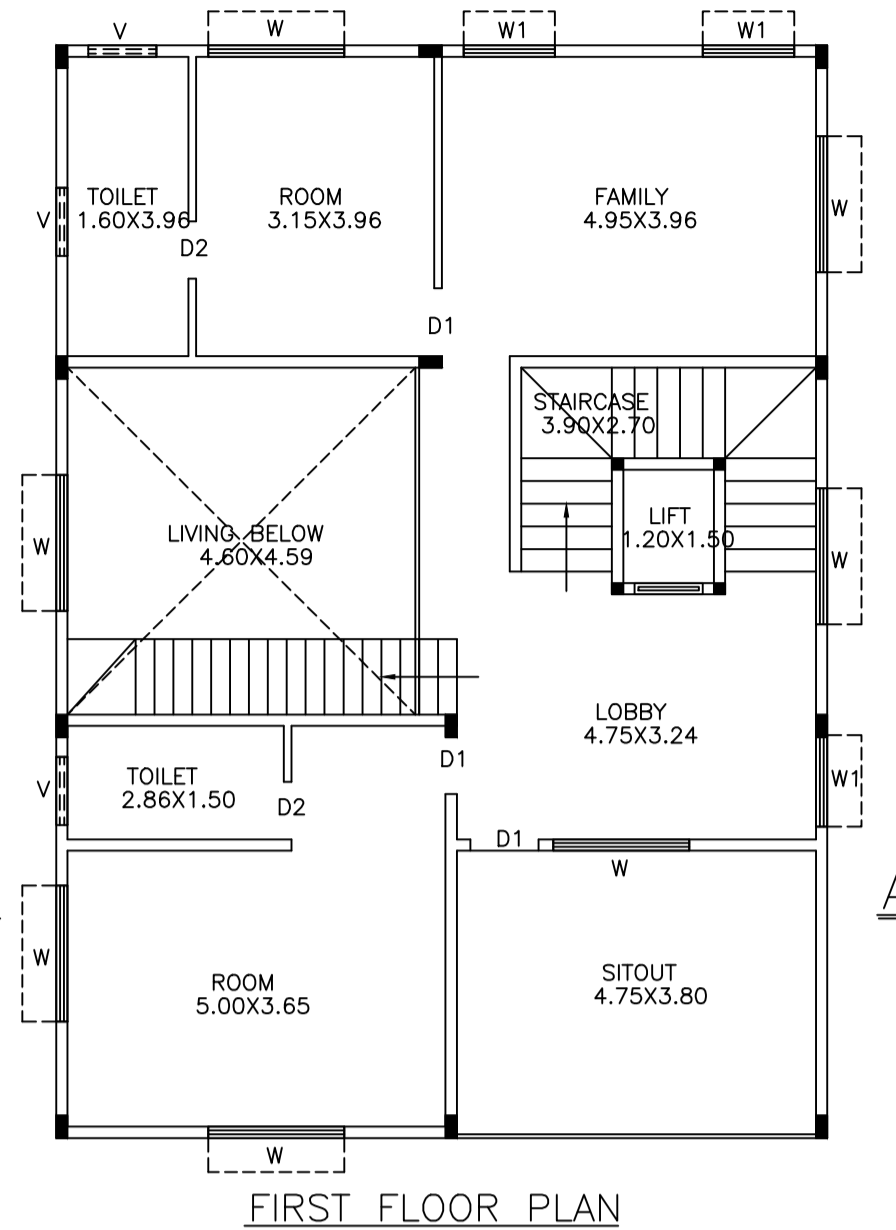 V
W
W1
W1
TOILET
1.60X3.96
ROOM
3.15X3.96
FAMILY
4.95X3.96
V
W
D2
D1
STAIRCASE
3.90X2.70
LIFT
1.20X1.50
LIVING BELOW
4.60X4.59
W
W
LOBBY
4.75X3.24
D1
TOILET
2.86X1.50
V
D2
W1
D1
W
W
ROOM
5.00X3.65
SITOUT
4.75X3.80
W
FIRST FLOOR PLAN